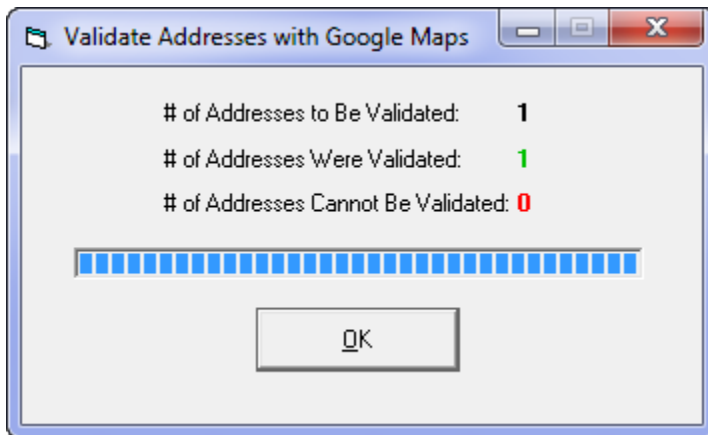 Validate Addresses with Google Maps
# of Addresses to Be Validated: 1
# of Addresses Were Validated: 1
# of Addresses Cannot Be Validated: 0
OK